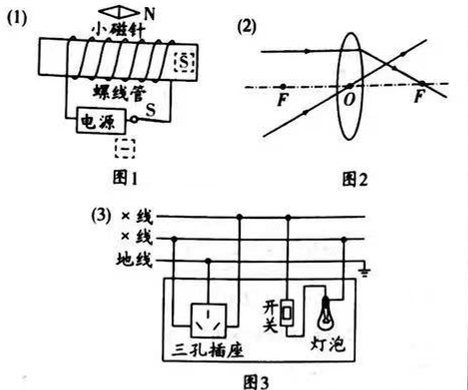 (1)
N
小磁针
S
螺线管
电源
S
−
图1
(2)
F
O
F
图2
(3)
×线
×线
地线
三孔插座
开关
灯泡
图3